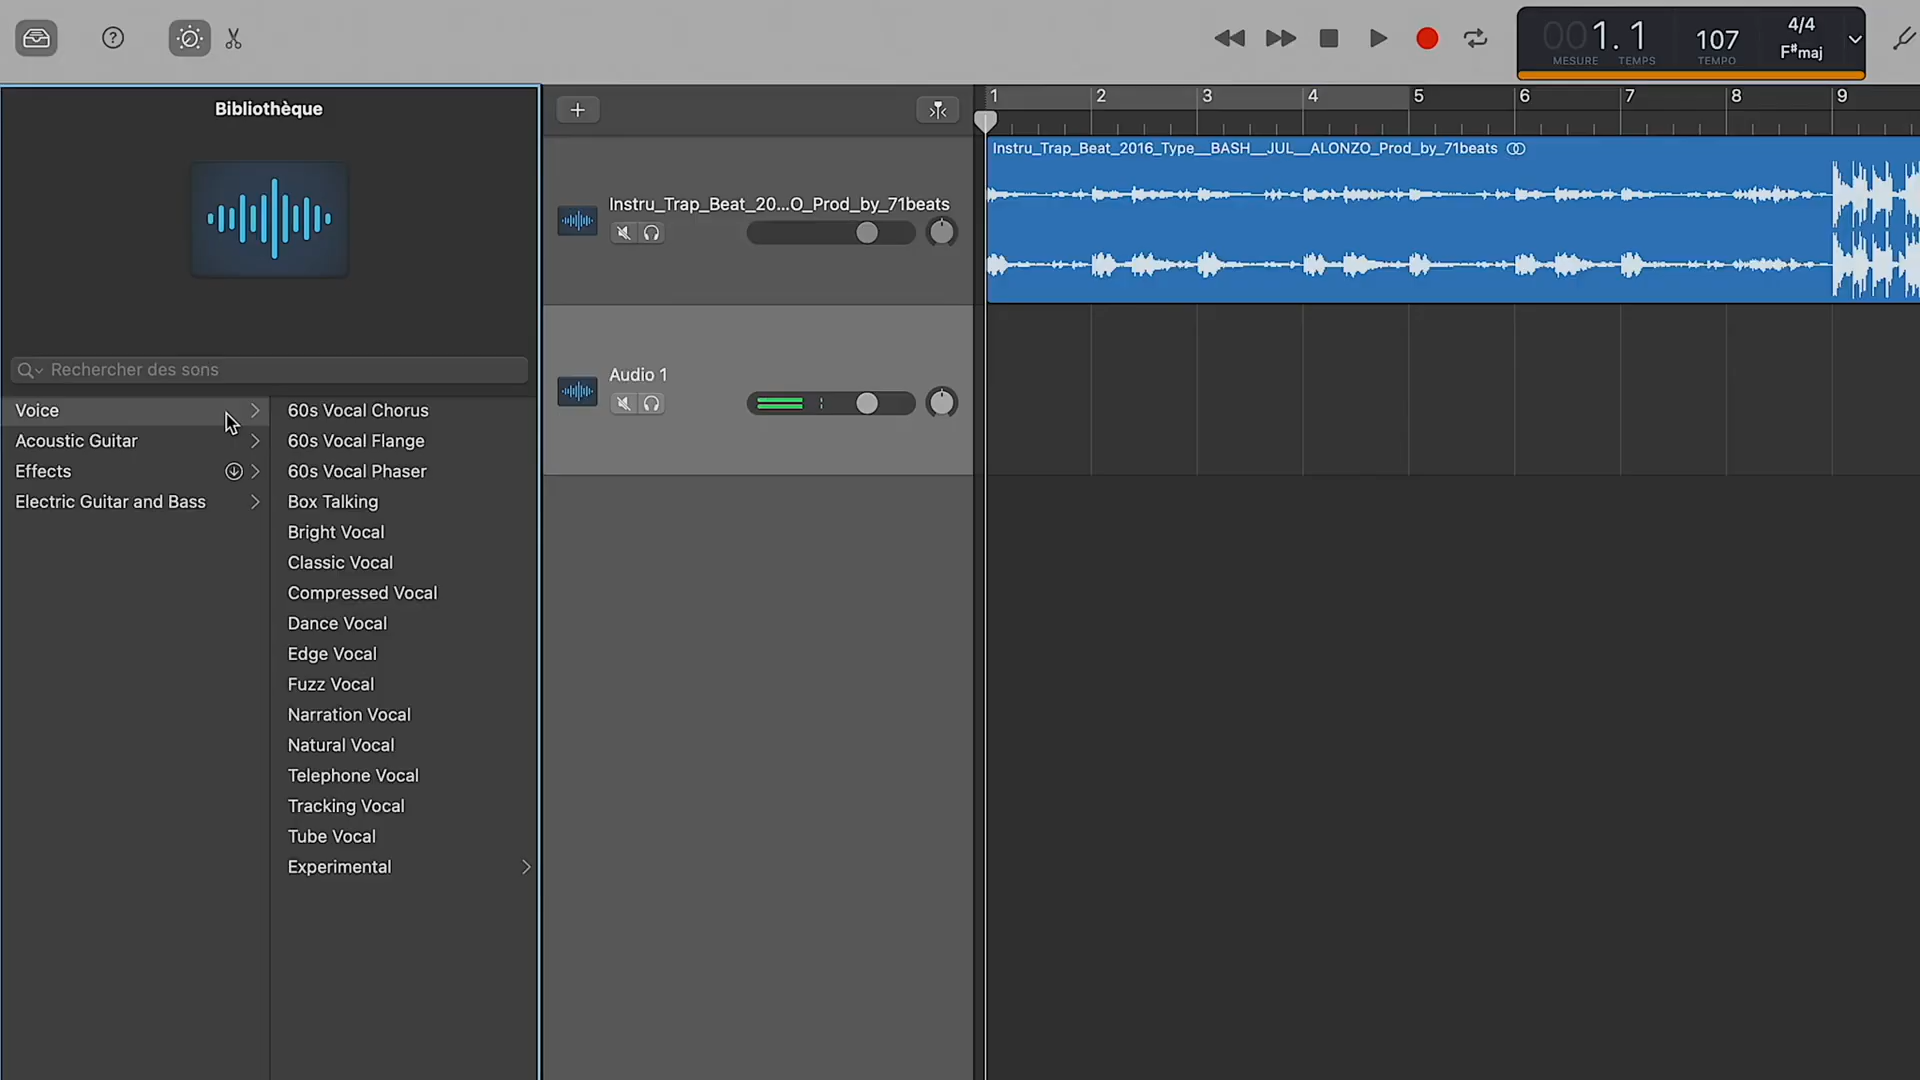 001. 1
MESURE TEMPS
107
TEMPO
4/4
F#maj
Bibliothèque
1 2 3 4 5 6 7 8 9
Instru_Trap_Beat_2016_Type__BASH__JUL__ALONZO_Prod_by_71beats
Instru_Trap_Beat_20...O_Prod_by_71beats
Rechercher des sons
Audio 1
Voice
Acoustic Guitar
Effects
Electric Guitar and Bass
60s Vocal Chorus
60s Vocal Flange
60s Vocal Phaser
Box Talking
Bright Vocal
Classic Vocal
Compressed Vocal
Dance Vocal
Edge Vocal
Fuzz Vocal
Narration Vocal
Natural Vocal
Telephone Vocal
Tracking Vocal
Tube Vocal
Experimental